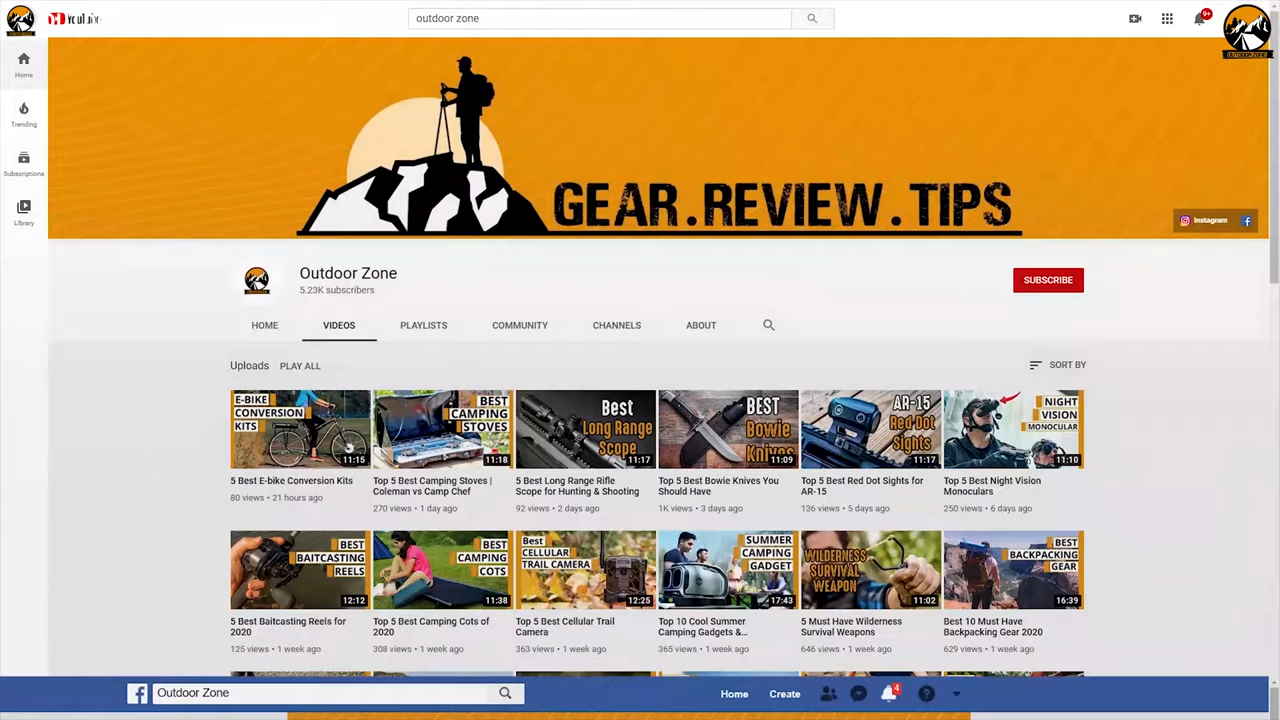 outdoor zone
9+
OUTDOOR ZONE
Home
Trending
Subscriptions
Library
GEAR.REVIEW.TIPS
Instagram
Outdoor Zone
5.23K subscribers
SUBSCRIBE
HOME VIDEOS PLAYLISTS COMMUNITY CHANNELS ABOUT
Uploads PLAY ALL SORT BY
E-BIKE CONVERSION KITS 11:15
BEST CAMPING STOVES 11:18
Best Long Range Scope 11:17
BEST Bowie Knives 11:09
AR-15 Red Dot Sights 11:17
NIGHT VISION MONOCULAR 11:10
5 Best E-bike Conversion Kits
80 views • 21 hours ago
Top 5 Best Camping Stoves |
Coleman vs Camp Chef
270 views • 1 day ago
5 Best Long Range Rifle
Scope for Hunting & Shooting
92 views • 2 days ago
Top 5 Best Bowie Knives You
Should Have
1K views • 3 days ago
Top 5 Best Red Dot Sights for
AR-15
136 views • 5 days ago
Top 5 Best Night Vision
Monoculars
250 views • 6 days ago
BEST BAITCASTING REELS 12:12
BEST CAMPING COTS 11:38
Best CELLULAR TRAIL CAMERA 12:25
SUMMER CAMPING GADGET 17:43
WILDERNESS SURVIVAL WEAPON 11:02
BEST BACKPACKING GEAR 16:39
5 Best Baitcasting Reels for
2020
125 views • 1 week ago
Top 5 Best Camping Cots of
2020
308 views • 1 week ago
Top 5 Best Cellular Trail
Camera
363 views • 1 week ago
Top 10 Cool Summer
Camping Gadgets &...
365 views • 1 week ago
5 Must Have Wilderness
Survival Weapons
646 views • 1 week ago
Best 10 Must Have
Backpacking Gear 2020
629 views • 1 week ago
Outdoor Zone
Home Create 4